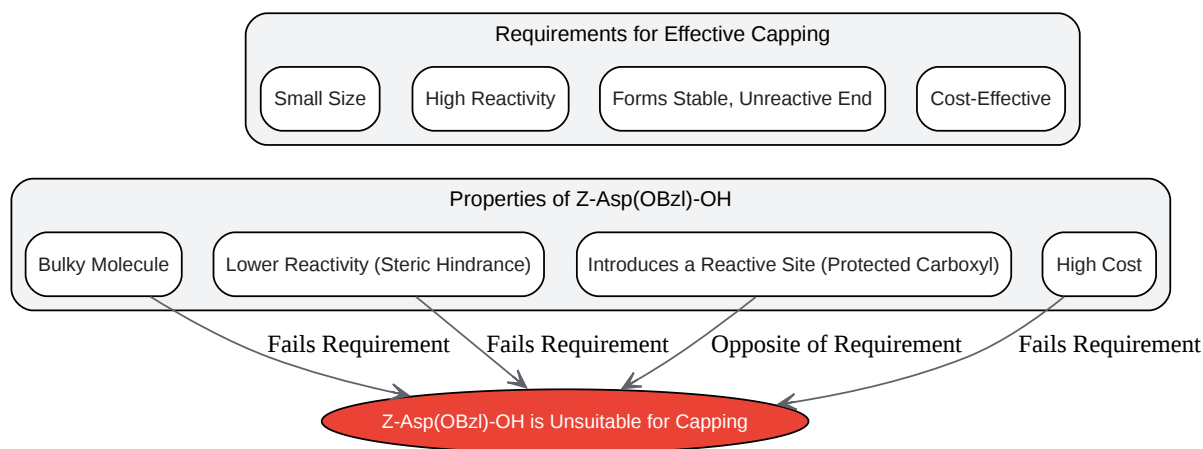 Requirements for Effective Capping
Small Size
High Reactivity
Forms Stable, Unreactive End
Cost-Effective
Properties of Z-Asp(OBzl)-OH
Bulky Molecule
Lower Reactivity (Steric Hindrance)
Introduces a Reactive Site (Protected Carboxyl)
High Cost
Fails Requirement
Fails Requirement
Opposite of Requirement
Fails Requirement
Z-Asp(OBzl)-OH is Unsuitable for Capping